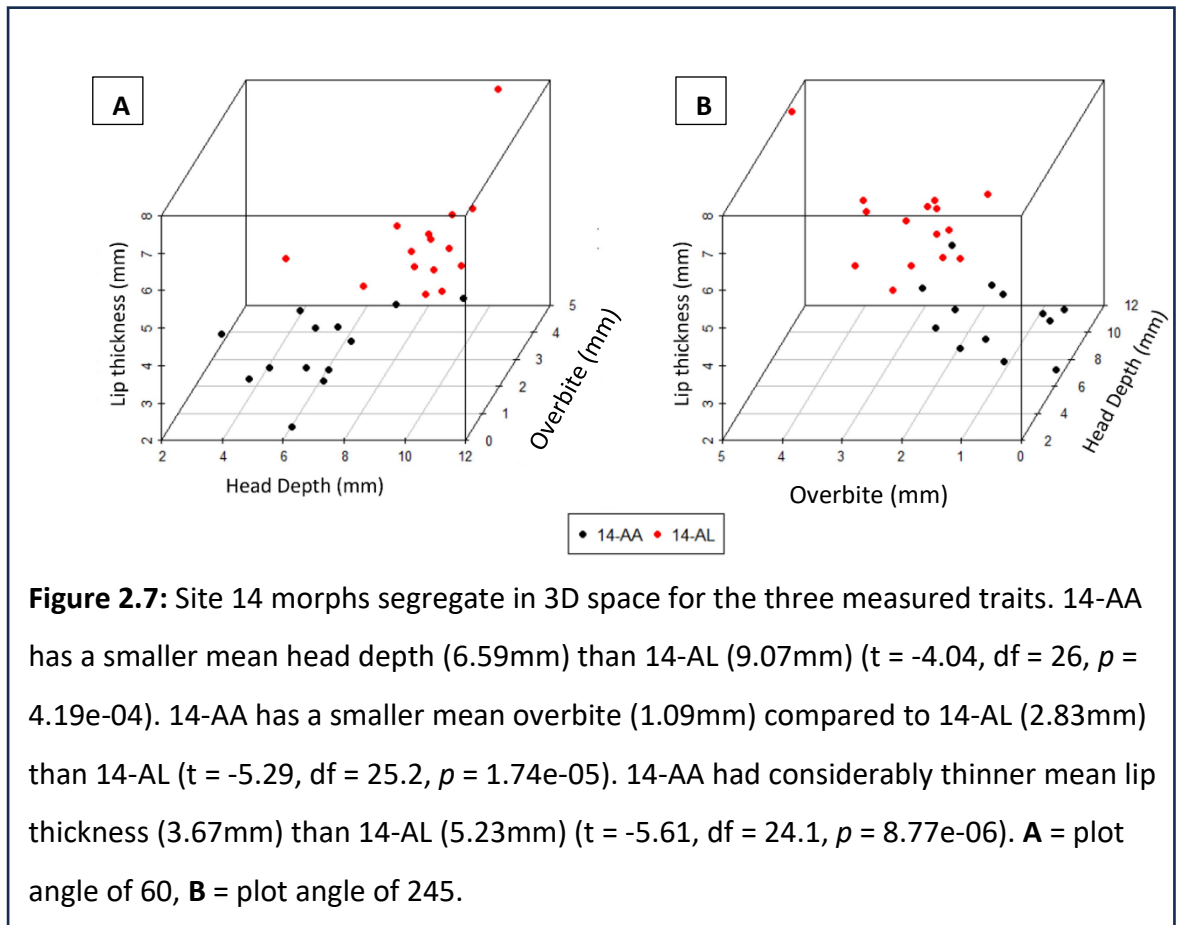 A
B
8
7
6
5
4
3
2
Lip thickness (mm)
2 4 6 8 10 12
Head Depth (mm)
0
1
2
3
4
5
Overbite (mm)
8
7
6
5
4
3
2
Lip thickness (mm)
5 4 3 2 1 0
Overbite (mm)
2
4
6
8
10
12
Head Depth (mm)
14-AA 14-AL
Figure 2.7: Site 14 morphs segregate in 3D space for the three measured traits. 14-AA
has a smaller mean head depth (6.59mm) than 14-AL (9.07mm) (t = -4.04, df = 26, p =
4.19e-04). 14-AA has a smaller mean overbite (1.09mm) compared to 14-AL (2.83mm)
than 14-AL (t = -5.29, df = 25.2, p = 1.74e-05). 14-AA had considerably thinner mean lip
thickness (3.67mm) than 14-AL (5.23mm) (t = -5.61, df = 24.1, p = 8.77e-06). A = plot
angle of 60, B = plot angle of 245.